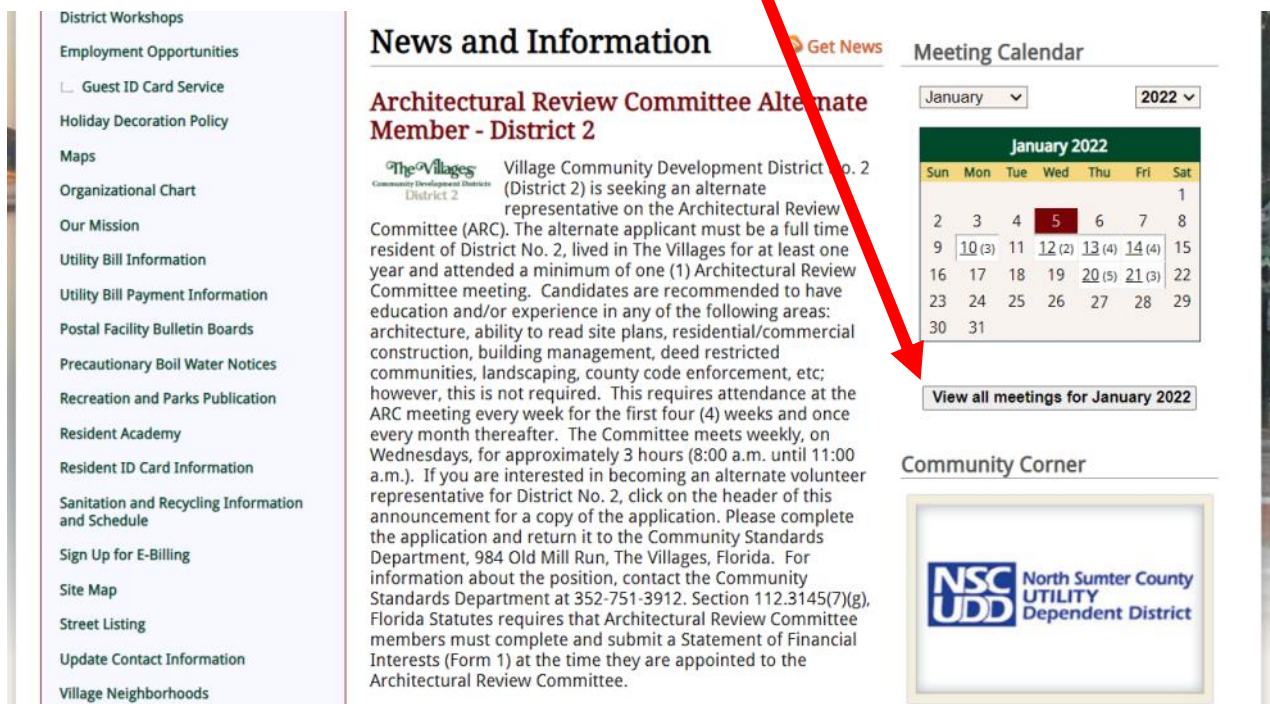 District Workshops
Employment Opportunities
Guest ID Card Service
Holiday Decoration Policy
Maps
Organizational Chart
Our Mission
Utility Bill Information
Utility Bill Payment Information
Postal Facility Bulletin Boards
Precautionary Boil Water Notices
Recreation and Parks Publication
Resident Academy
Resident ID Card Information
Sanitation and Recycling Information
and Schedule
Sign Up for E-Billing
Site Map
Street Listing
Update Contact Information
Village Neighborhoods
News and Information
Get News
Architectural Review Committee Alternate
Member - District 2
The Villages
Community Development Districts
District 2
Village Community Development District No. 2
(District 2) is seeking an alternate
representative on the Architectural Review
Committee (ARC). The alternate applicant must be a full time
resident of District No. 2, lived in The Villages for at least one
year and attended a minimum of one (1) Architectural Review
Committee meeting. Candidates are recommended to have
education and/or experience in any of the following areas:
architecture, ability to read site plans, residential/commercial
construction, building management, deed restricted
communities, landscaping, county code enforcement, etc;
however, this is not required. This requires attendance at the
ARC meeting every week for the first four (4) weeks and once
every month thereafter. The Committee meets weekly, on
Wednesdays, for approximately 3 hours (8:00 a.m. until 11:00
a.m.). If you are interested in becoming an alternate volunteer
representative for District No. 2, click on the header of this
announcement for a copy of the application. Please complete
the application and return it to the Community Standards
Department, 984 Old Mill Run, The Villages, Florida. For
information about the position, contact the Community
Standards Department at 352-751-3912. Section 112.3145(7)(g),
Florida Statutes requires that Architectural Review Committee
members must complete and submit a Statement of Financial
Interests (Form 1) at the time they are appointed to the
Architectural Review Committee.
Meeting Calendar
January 2022
January 2022
Sun Mon Tue Wed Thu Fri Sat
1
2 3 4 5 6 7 8
9 10 (3) 11 12 (2) 13 (4) 14 (4) 15
16 17 18 19 20 (5) 21 (3) 22
23 24 25 26 27 28 29
30 31
View all meetings for January 2022
Community Corner
NSC North Sumter County
UDD UTILITY
Dependent District